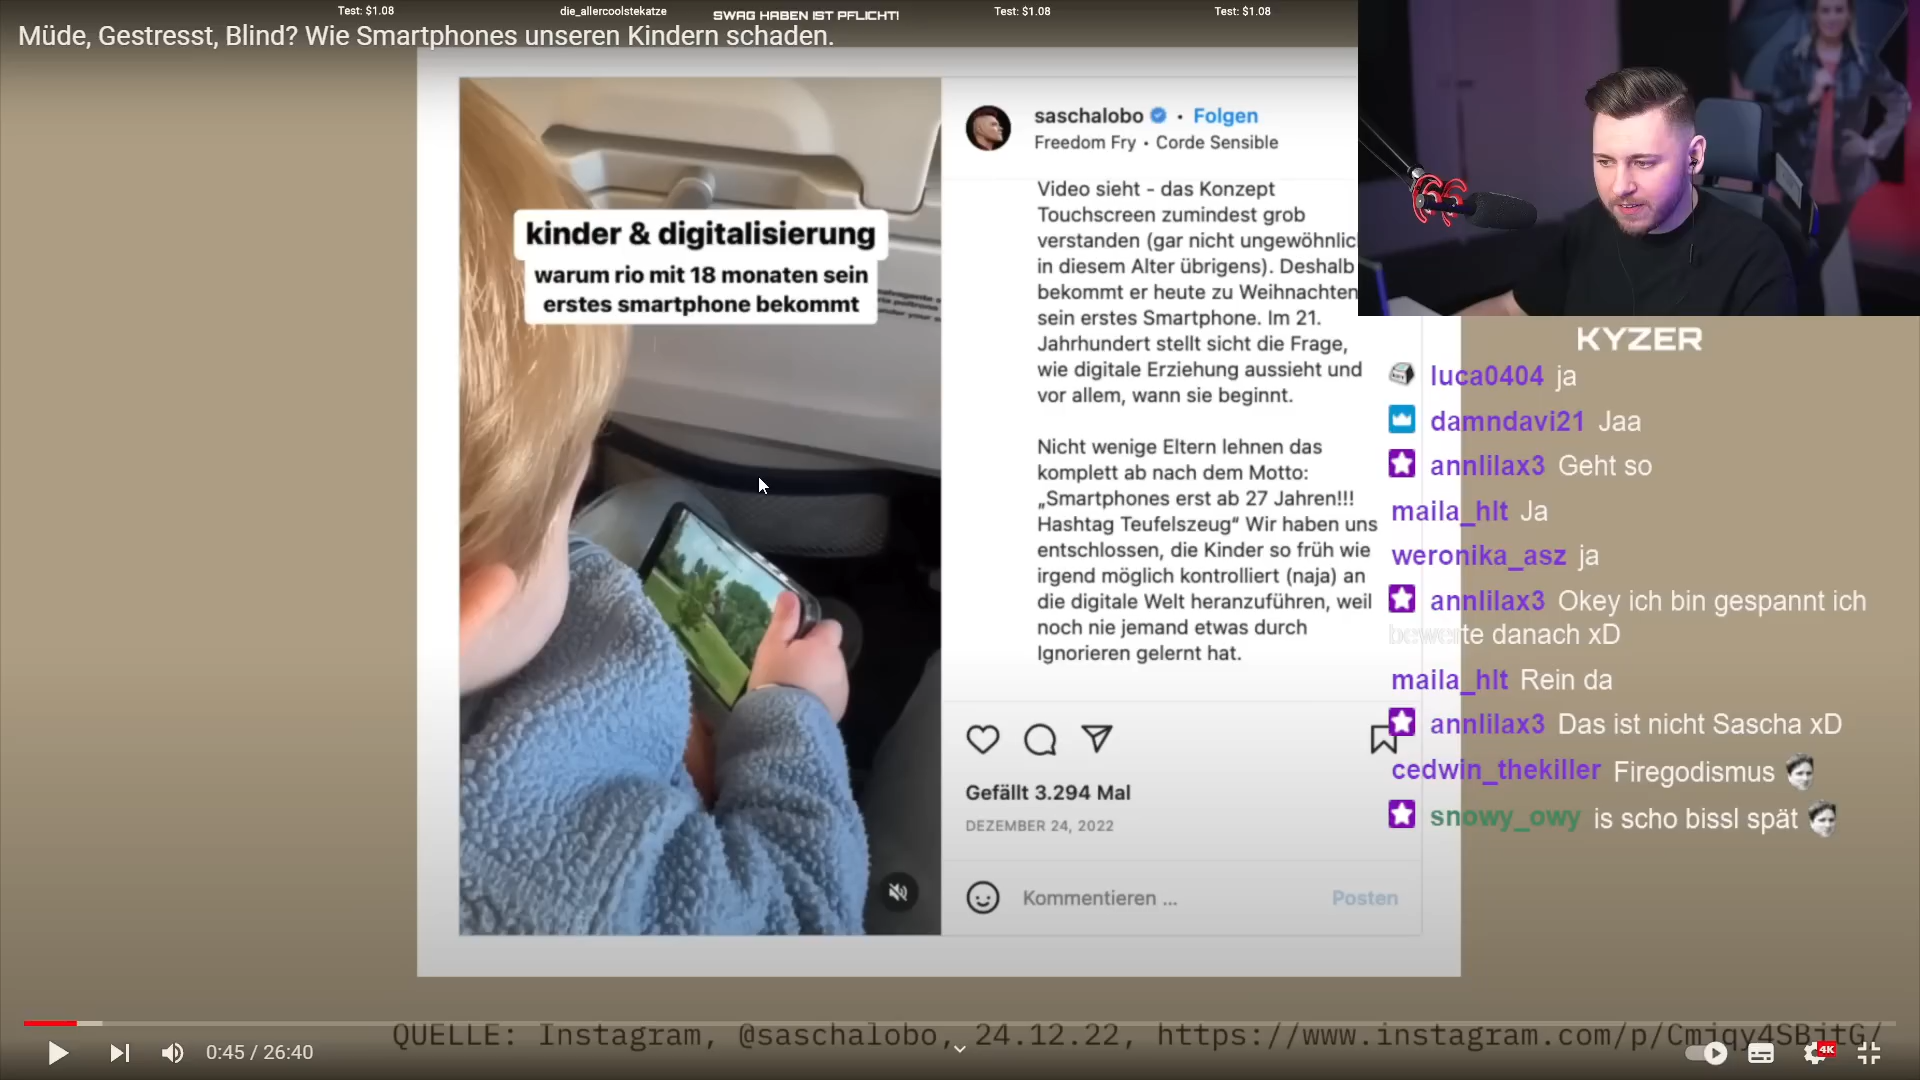 Test: $1.08
die_allercoolstekatze
SWAG HABEN IST PFLICHT!
Test: $1.08
Test: $1.08
Müde, Gestresst, Blind? Wie Smartphones unseren Kindern schaden.
kinder & digitalisierung
warum rio mit 18 monaten sein
erstes smartphone bekommt
saschalobo • Folgen
Freedom Fry • Corde Sensible
Video sieht - das Konzept
Touchscreen zumindest grob
verstanden (gar nicht ungewöhnlich
in diesem Alter übrigens). Deshalb
bekommt er heute zu Weihnachten
sein erstes Smartphone. Im 21.
Jahrhundert stellt sicht die Frage,
wie digitale Erziehung aussieht und
vor allem, wann sie beginnt.
Nicht wenige Eltern lehnen das
komplett ab nach dem Motto:
„Smartphones erst ab 27 Jahren!!!
Hashtag Teufelszeug“ Wir haben uns
entschlossen, die Kinder so früh wie
irgend möglich kontrolliert (naja) an
die digitale Welt heranzuführen, weil
noch nie jemand etwas durch
Ignorieren gelernt hat.
Gefällt 3.294 Mal
DEZEMBER 24, 2022
Kommentieren ...
Posten
KYZER
luca0404 ja
damndavi21 Jaa
annlilax3 Geht so
maila_hlt Ja
weronika_asz ja
annlilax3 Okey ich bin gespannt ich
bewerte danach xD
maila_hlt Rein da
annlilax3 Das ist nicht Sascha xD
cedwin_thekiller Firegodismus
snowy_owy is scho bissl spät
QUELLE: Instagram, @saschalobo, 24.12.22, https://www.instagram.com/p/Cmiqy4SBitG/
0:45 / 26:40
4K